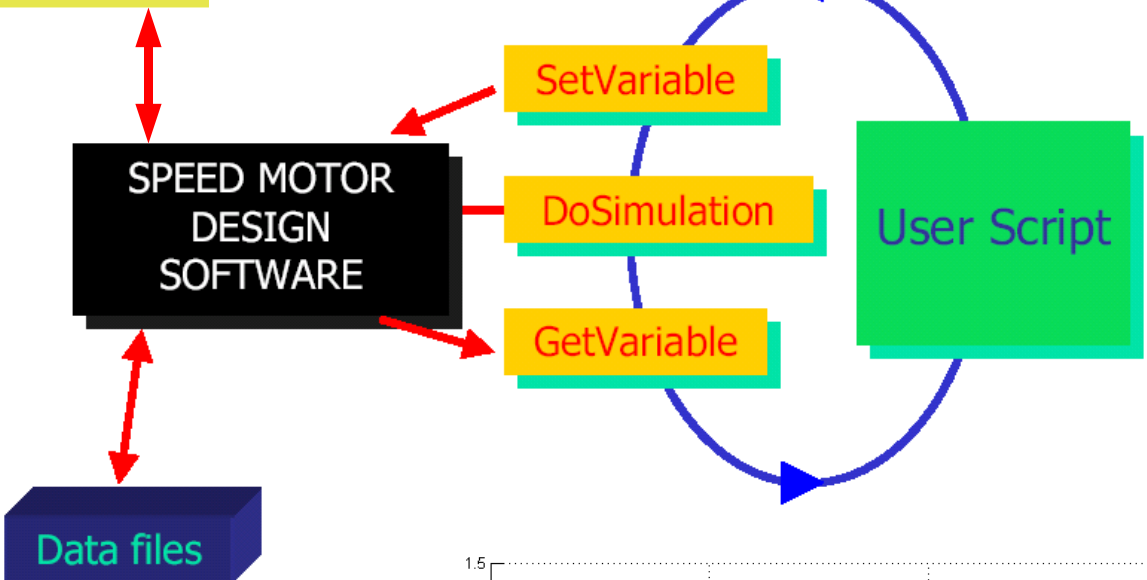 SetVariable
SPEED MOTOR
DESIGN
SOFTWARE
DoSimulation
User Script
GetVariable
Data files
1.5